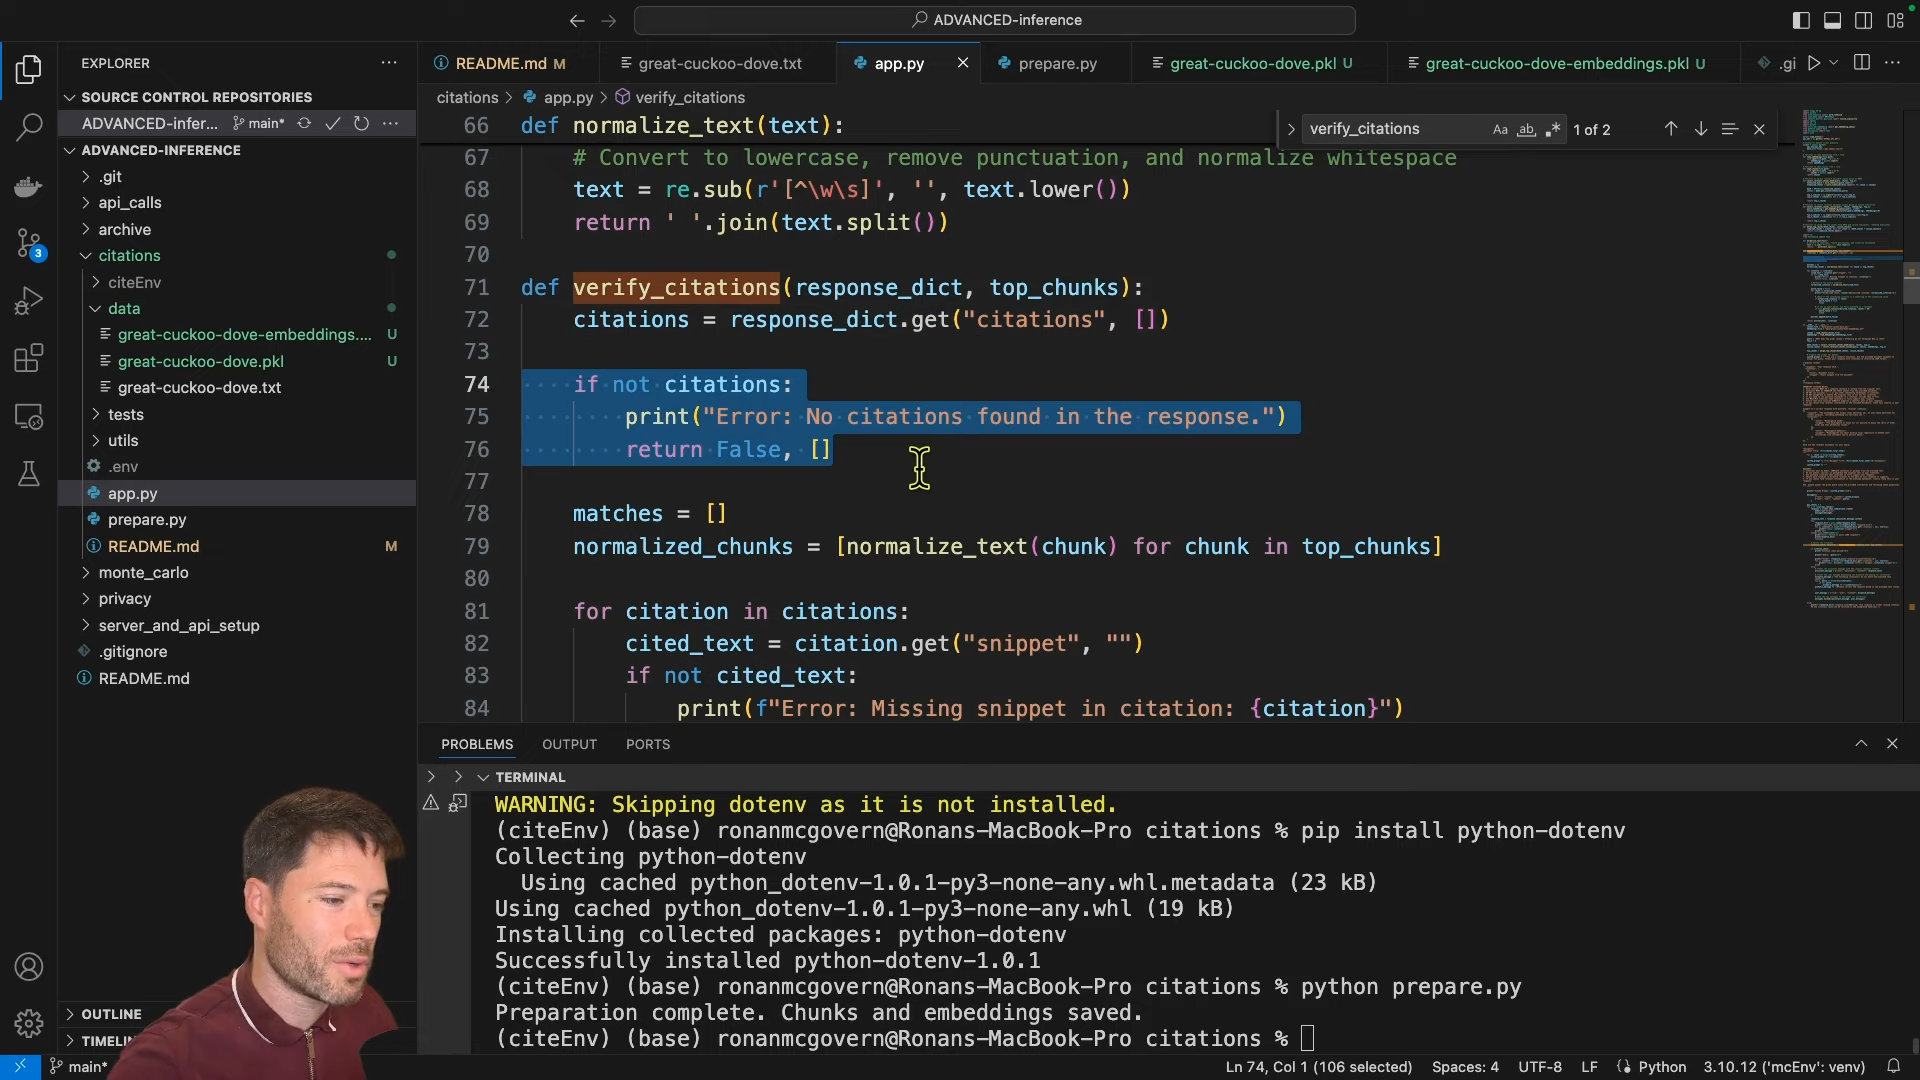 ADVANCED-inference
EXPLORER
SOURCE CONTROL REPOSITORIES
ADVANCED-infer... main*
ADVANCED-INFERENCE
.git
api_calls
archive
citations
citeEnv
data
great-cuckoo-dove-embeddings.... U
great-cuckoo-dove.pkl U
great-cuckoo-dove.txt
tests
utils
.env
app.py
prepare.py
README.md M
monte_carlo
privacy
server_and_api_setup
.gitignore
README.md
OUTLINE
3
README.md M
great-cuckoo-dove.txt
app.py
prepare.py
great-cuckoo-dove.pkl U
great-cuckoo-dove-embeddings.pkl U
.gi
citations > app.py > verify_citations
verify_citations Aa ab 1 of 2
66 def normalize_text(text):
67 # Convert to lowercase, remove punctuation, and normalize whitespace
68 text = re.sub(r'[^\w\s]', '', text.lower())
69 return ' '.join(text.split())
70
71 def verify_citations(response_dict, top_chunks):
72 citations = response_dict.get("citations", [])
73
74 if not citations:
75 print("Error: No citations found in the response.")
76 return False, []
77
78 matches = []
79 normalized_chunks = [normalize_text(chunk) for chunk in top_chunks]
80
81 for citation in citations:
82 cited_text = citation.get("snippet", "")
83 if not cited_text:
84 print(f"Error: Missing snippet in citation: {citation}")
PROBLEMS OUTPUT PORTS
TERMINAL
WARNING: Skipping dotenv as it is not installed.
(citeEnv) (base) ronanmcgovern@Ronans-MacBook-Pro citations % pip install python-dotenv
Collecting python-dotenv
Using cached python_dotenv-1.0.1-py3-none-any.whl.metadata (23 kB)
Using cached python_dotenv-1.0.1-py3-none-any.whl (19 kB)
Installing collected packages: python-dotenv
Successfully installed python-dotenv-1.0.1
(citeEnv) (base) ronanmcgovern@Ronans-MacBook-Pro citations % python prepare.py
Preparation complete. Chunks and embeddings saved.
(citeEnv) (base) ronanmcgovern@Ronans-MacBook-Pro citations %
main* Ln 74, Col 1 (106 selected) Spaces: 4 UTF-8 LF Python 3.10.12 ('mcEnv': venv)